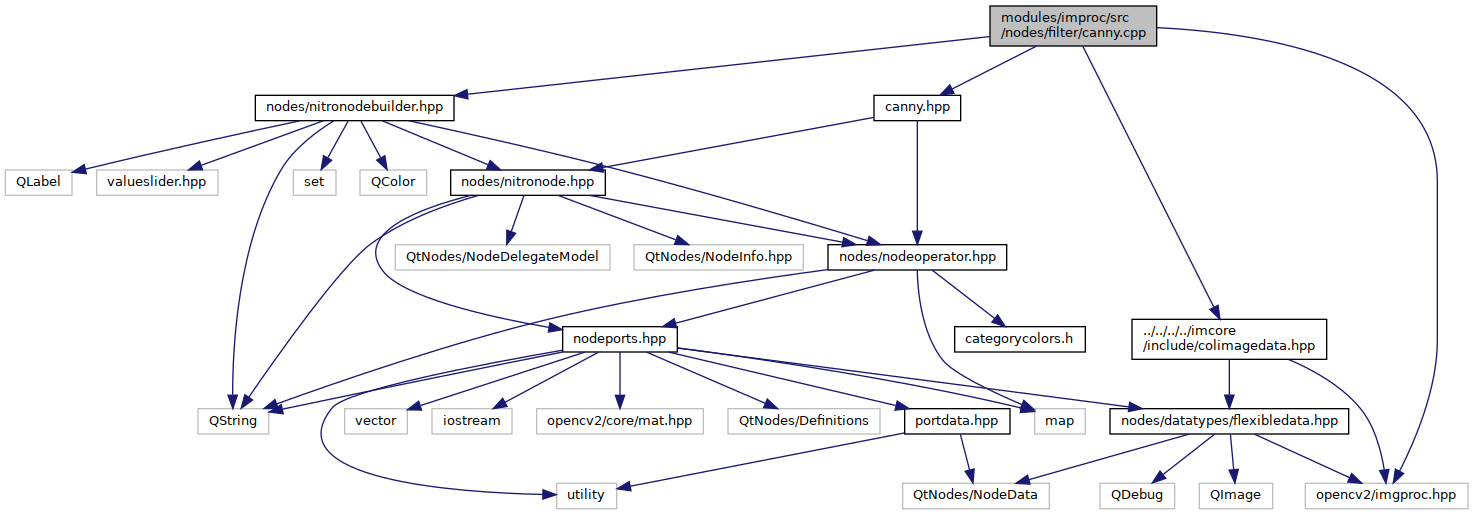 modules/improc/src
/nodes/filter/canny.cpp
nodes/nitronodebuilder.hpp
canny.hpp
QLabel
valueslider.hpp
set
QColor
nodes/nitronode.hpp
QtNodes/NodeDelegateModel
QtNodes/NodeInfo.hpp
nodes/nodeoperator.hpp
nodeports.hpp
categorycolors.h
../../../../imcore
/include/colimagedata.hpp
QString
vector
iostream
opencv2/core/mat.hpp
QtNodes/Definitions
portdata.hpp
map
nodes/datatypes/flexibledata.hpp
utility
QtNodes/NodeData
QDebug
QImage
opencv2/imgproc.hpp